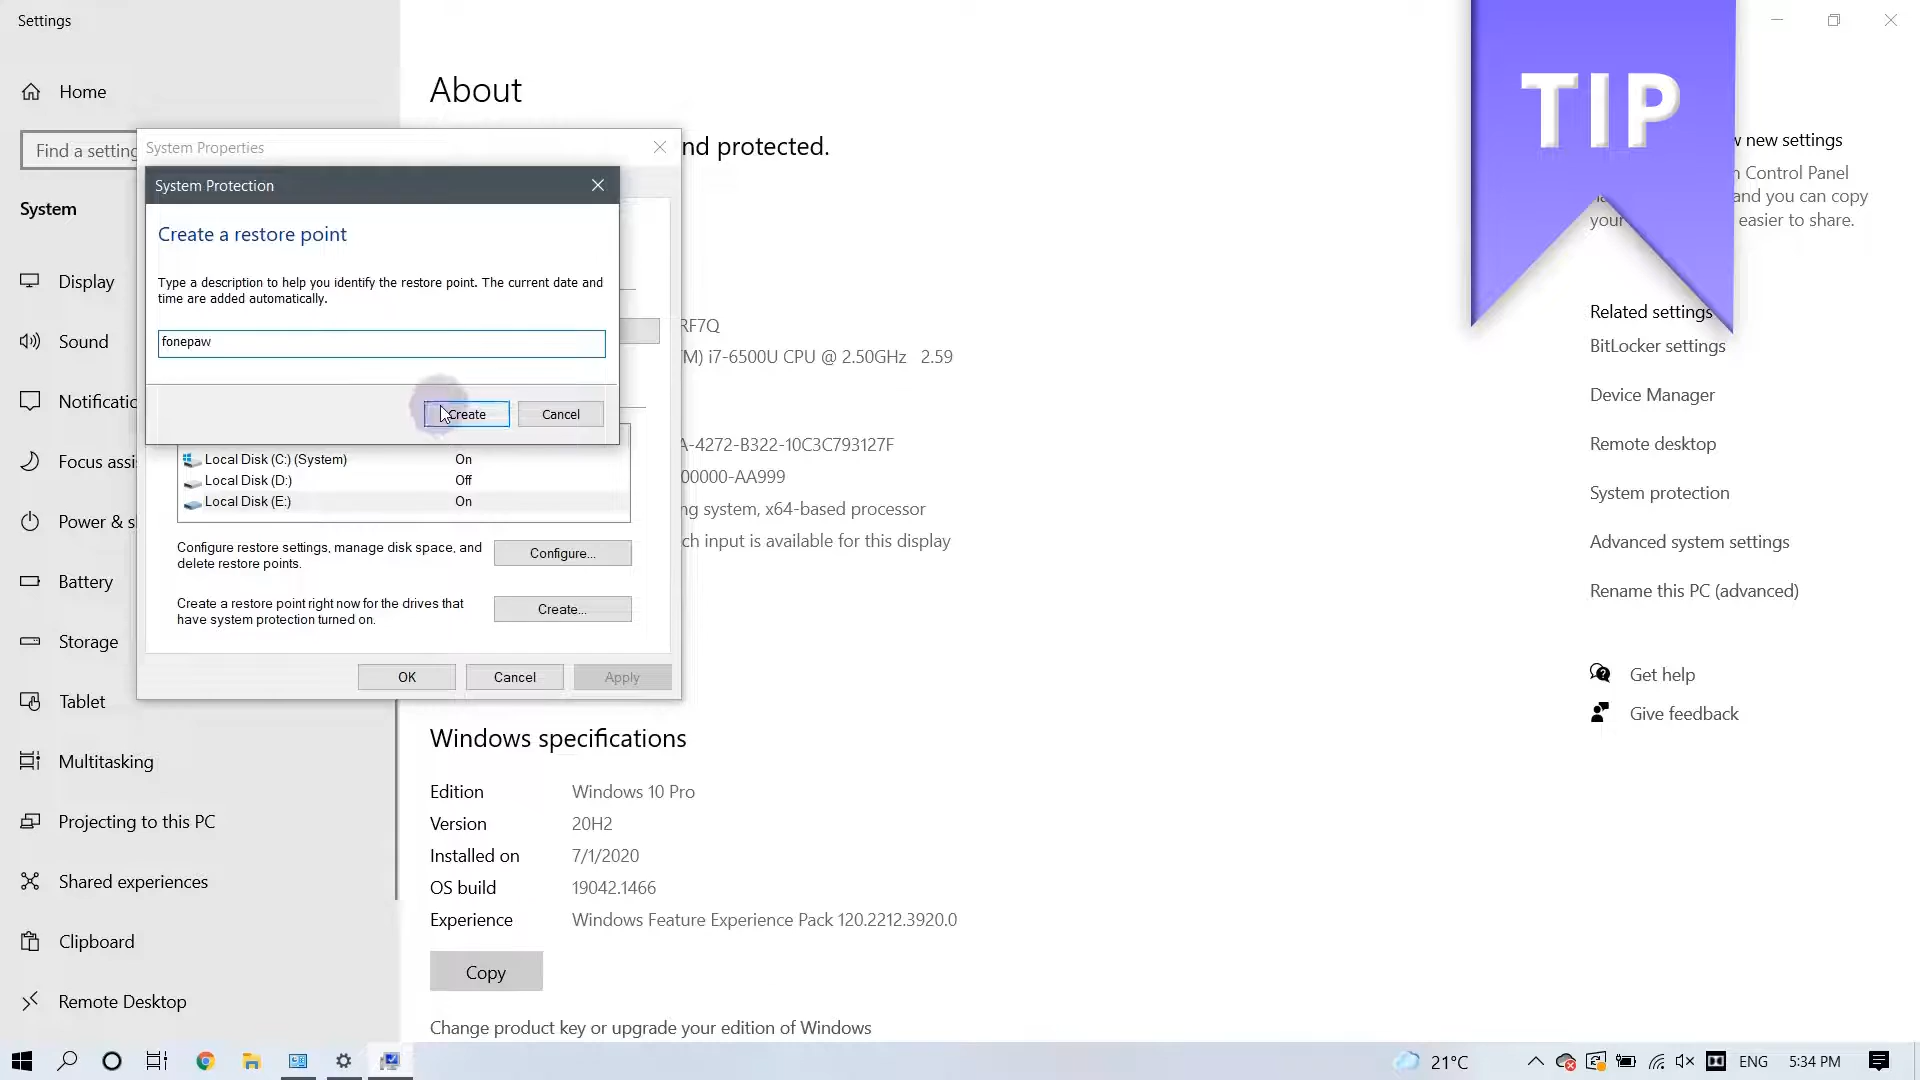 Settings
Home
Find a setting
System
Display
Sound
Notificatio
Focus assi
Power & sl
Battery
Storage
Tablet
Multitasking
Projecting to this PC
Shared experiences
Clipboard
Remote Desktop
System Properties
System Protection
Create a restore point
Type a description to help you identify the restore point. The current date and
time are added automatically.
fonepaw
Create
Cancel
Local Disk (C:) (System) On
Local Disk (D:) Off
Local Disk (E:) On
Configure restore settings, manage disk space, and
delete restore points.
Configure...
Create a restore point right now for the drives that
have system protection turned on.
Create...
OK
Cancel
Apply
About
nd protected.
RF7Q
M) i7-6500U CPU @ 2.50GHz 2.59
A-4272-B322-10C3C793127F
00000-AA999
ng system, x64-based processor
ch input is available for this display
Windows specifications
Edition Windows 10 Pro
Version 20H2
Installed on 7/1/2020
OS build 19042.1466
Experience Windows Feature Experience Pack 120.2212.3920.0
Copy
Change product key or upgrade your edition of Windows
TIP
w new settings
Control Panel
and you can copy
your easier to share.
Related settings
BitLocker settings
Device Manager
Remote desktop
System protection
Advanced system settings
Rename this PC (advanced)
Get help
Give feedback
21°C
ENG
5:34 PM